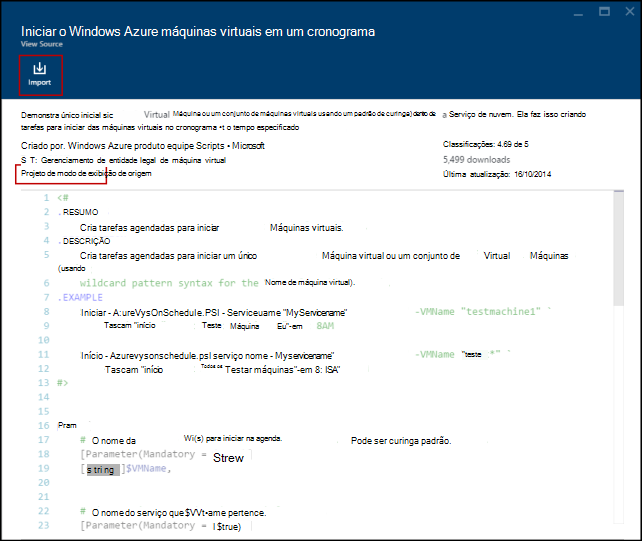 Iniciar o Windows Azure máquinas virtuais em um cronograma
View Source
Import
Demonstra único inicial sic Virtual Máquina ou um conjunto de máquinas virtuais usando um padrão de curinga) dento de a Serviço de nuvem. Ela faz isso criando
tarefas para iniciar das máquinas virtuais no cronograma •t o tempo especificado
Criado por. Windows Azure produto equipe Scripts • Microsoft Classificações: 4.69 de 5
S T: Gerenciamento de entidade legal de máquina virtual 5,499 downloads
Projeto de modo de exibição de origem Última atualização: 16/10/2014
1 <#
2 . RESUMO
3 Cria tarefas agendadas para iniciar Máquinas virtuais.
4 . DESCRIÇÃO
5 Cria tarefas agendadas para iniciar um único Máquina virtual ou um conjunto de Virtual Máquinas
(usando
6 wildcard pattern syntax for the Nome de máquina virtual).
7 .EXAMPLE
8 Iniciar - A:ureVysOnSchedule.PSI - Serviceuame "MyServicename" -VMName "testmachine1" `
9 Tascam "início Teste Máquina Eu"-em 8AM
10
11 Início - Azurevysonschedule.psl serviço nome - Myservicename" -VMName "teste *" `
12 Tascam "início Todos os Testar máquinas"-em 8: ISA"
13 #>
14
15
16 Pram
17 # O nome da Wi(s) para iniciar na agenda. Pode ser curinga padrão.
18 [Parameter(Mandatory = Strew
19 [string]$VMName,
20
21
22 # O nome do serviço que $VVt•ame pertence.
23 [Parameter(Mandatory = I $true)